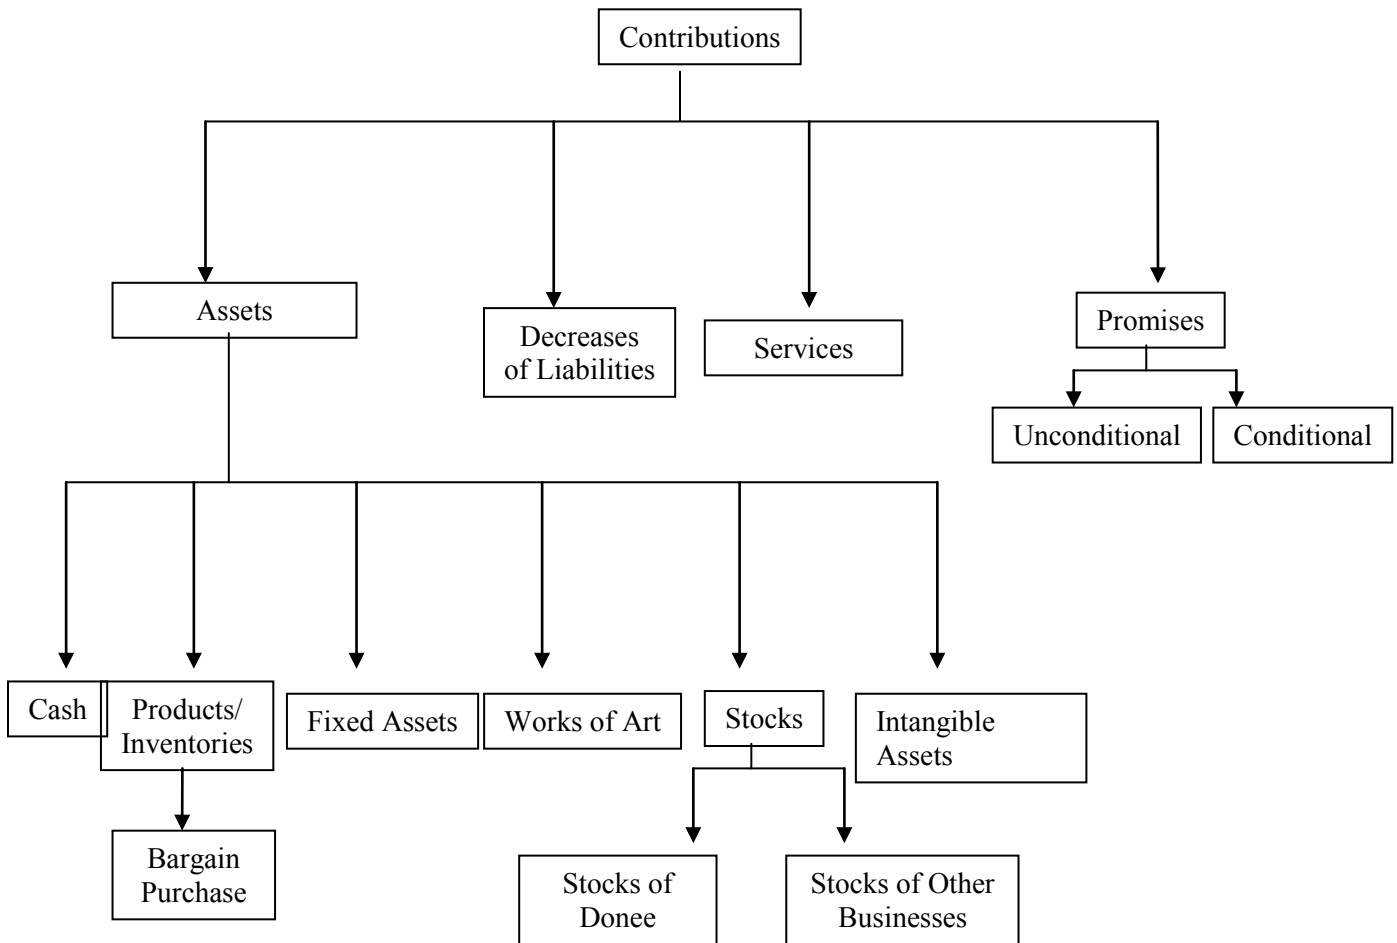 Contributions
Assets
Decreases
of Liabilities
Services
Promises
Unconditional
Conditional
Cash
Products/
Inventories
Fixed Assets
Works of Art
Stocks
Intangible
Assets
Bargain
Purchase
Stocks of
Donee
Stocks of Other
Businesses